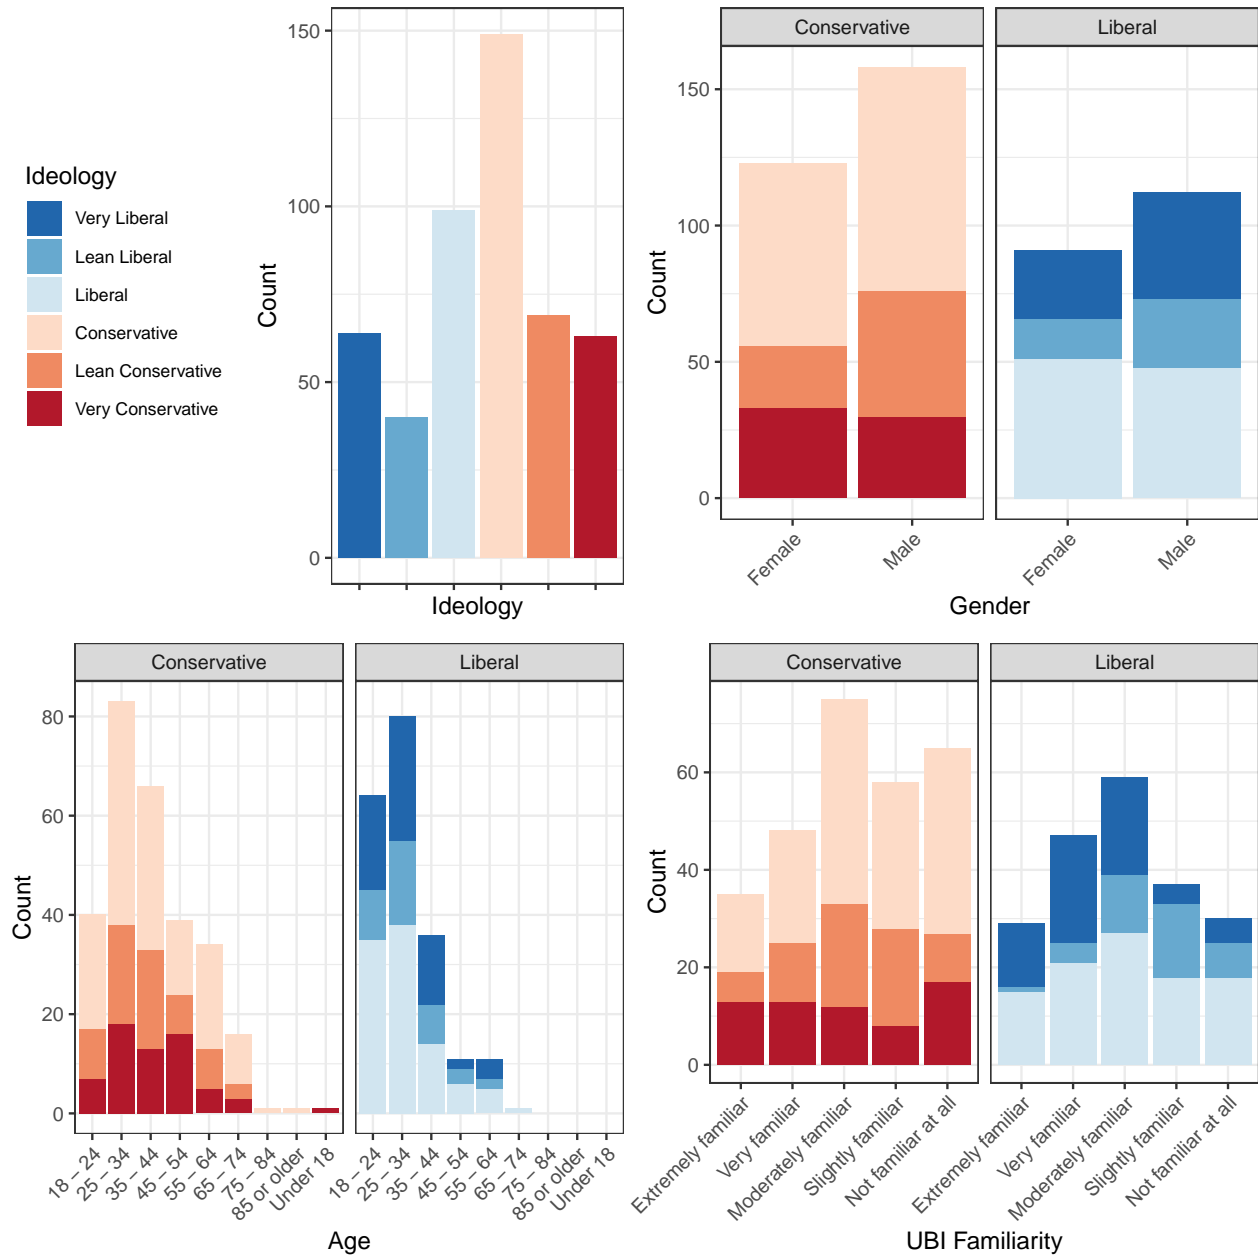 Ideology
Very Liberal
Lean Liberal
Liberal
Conservative
Lean Conservative
Very Conservative
Count
150
100
50
0
Ideology
Conservative
Liberal
Count
150
100
50
0
Female
Male
Female
Male
Gender
Conservative
Liberal
Count
80
60
40
20
0
18 – 24
25 – 34
35 – 44
45 – 54
55 – 64
65 – 74
75 – 84
85 or older
Under 18
18 – 24
25 – 34
35 – 44
45 – 54
55 – 64
65 – 74
75 – 84
85 or older
Under 18
Age
Conservative
Liberal
Count
60
40
20
0
Extremely familiar
Very familiar
Moderately familiar
Slightly familiar
Not familiar at all
Extremely familiar
Very familiar
Moderately familiar
Slightly familiar
Not familiar at all
UBI Familiarity